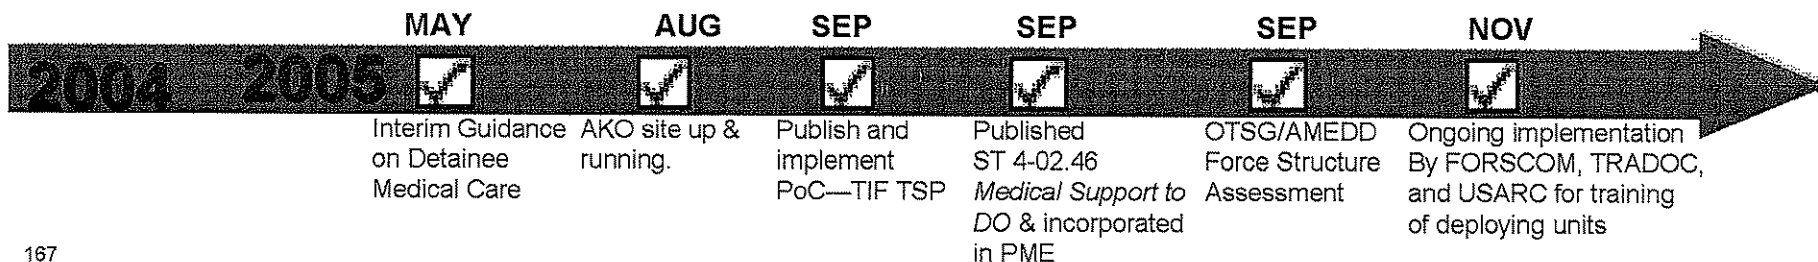 MAY AUG SEP SEP SEP NOV
2004 2005
Interim Guidance
on Detainee
Medical Care
AKO site up &
running.
Publish and
implement
PoC—TIF TSP
Published
ST 4-02.46
Medical Support to
DO & incorporated
in PME
OTSG/AMEDD
Force Structure
Assessment
Ongoing implementation
By FORSCOM, TRADOC,
and USARC for training
of deploying units
167